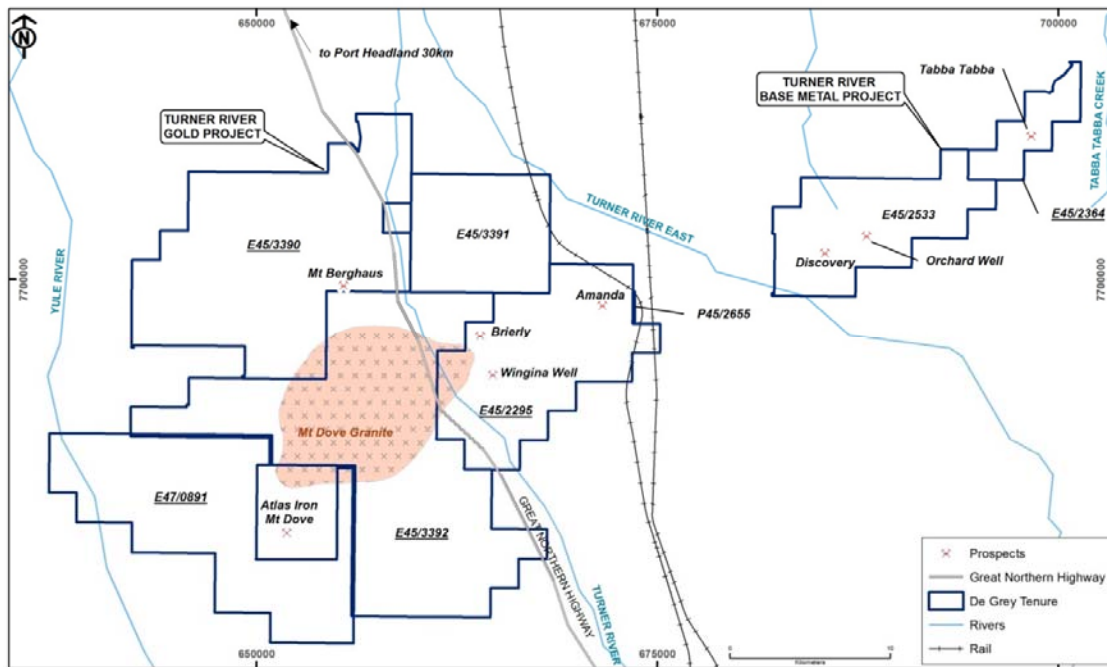 650000
675000
700000
N
to Port Headland 30km
Tabba Tabba
TURNER RIVER
BASE METAL PROJECT
TABBA TABBA CREEK
TURNER RIVER
GOLD PROJECT
TURNER RIVER EAST
E45/3390
E45/3391
E45/2533
E45/2364
YULE RIVER
Mt Berghaus
Discovery
Orchard Well
7700000
7700000
Amanda
P45/2655
Brierly
Wingina Well
E45/2295
Mt Dove Granite
E47/0891
Atlas Iron
Mt Dove
E45/3392
GREAT NORTHERN HIGHWAY
TURNER RIVER
Prospects
Great Northern Highway
De Grey Tenure
Rivers
Rail
0
10
Kilometers
650000
675000